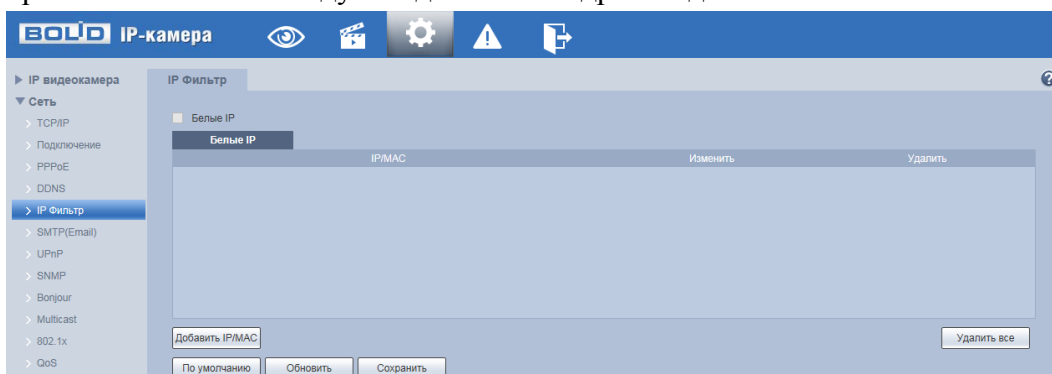 BOLID IP-камера
IP видеокамера
Сеть
TCP/IP
Подключение
PPPoE
DDNS
IP Фильтр
SMTP(Email)
UPnP
SNMP
Bonjour
Multicast
802.1x
QoS
IP Фильтр
Белые IP
Белые IP
IP/MAC Изменить Удалить
Добавить IP/MAC Удалить все
По умолчанию Обновить Сохранить